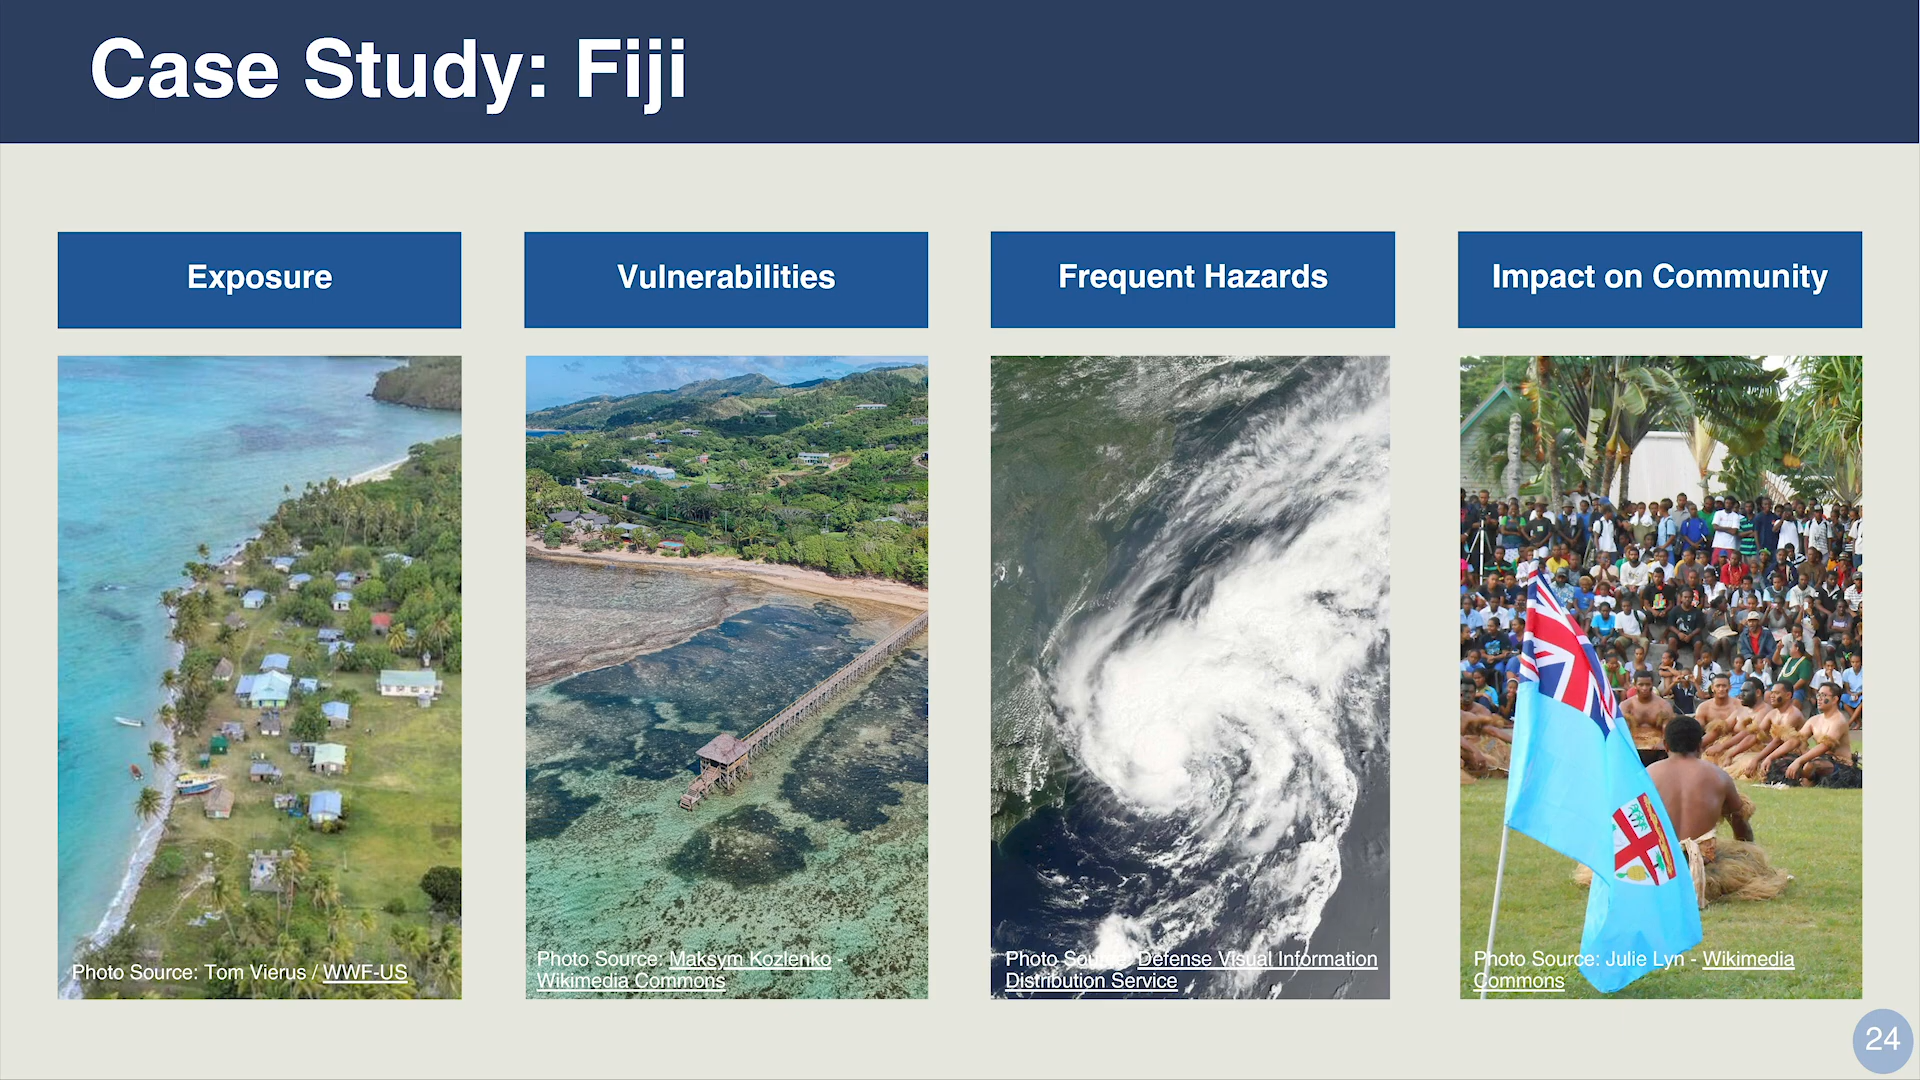 Case Study: Fiji
Exposure
Vulnerabilities
Frequent Hazards
Impact on Community
Photo Source: Tom Vierus / WWF-US
Photo Source: Maksym Kozlenko -
Wikimedia Commons
Photo Source: Defense Visual Information
Distribution Service
Photo Source: Julie Lyn - Wikimedia
Commons
24